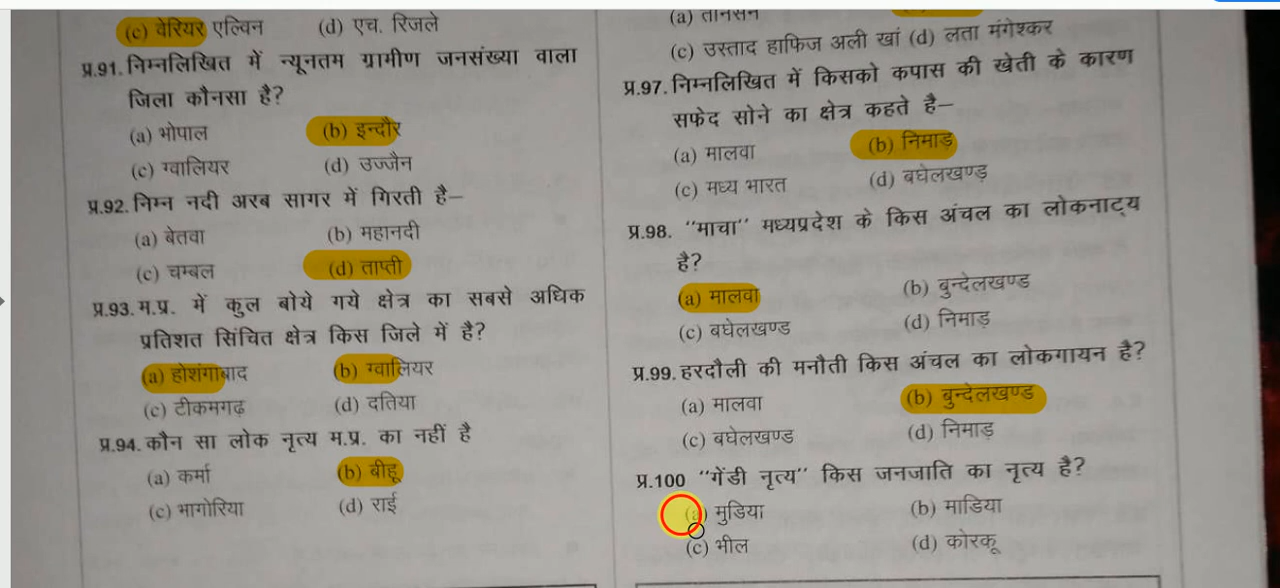 (c) वेरियर एल्विन (d) एच. रिजले
प्र.91. निम्नलिखित में न्यूनतम ग्रामीण जनसंख्या वाला
जिला कौनसा है?
(a) भोपाल (b) इन्दौर
(c) ग्वालियर (d) उज्जैन
प्र.92. निम्न नदी अरब सागर में गिरती है–
(a) बेतवा (b) महानदी
(c) चम्बल (d) ताप्ती
प्र.93. म.प्र. में कुल बोये गये क्षेत्र का सबसे अधिक
प्रतिशत सिंचित क्षेत्र किस जिले में है?
(a) होशंगाबाद (b) ग्वालियर
(c) टीकमगढ़ (d) दतिया
प्र.94. कौन सा लोक नृत्य म.प्र. का नहीं है
(a) कर्मा (b) बीहू
(c) भागोरिया (d) राई
(a) तानसेन
(c) उस्ताद हाफिज अली खां (d) लता मंगेश्कर
प्र.97. निम्नलिखित में किसको कपास की खेती के कारण
सफेद सोने का क्षेत्र कहते है–
(a) मालवा (b) निमाड़
(c) मध्य भारत (d) बघेलखण्ड
प्र.98. "माचा" मध्यप्रदेश के किस अंचल का लोकनाट्य
है?
(a) मालवा (b) बुन्देलखण्ड
(c) बघेलखण्ड (d) निमाड़
प्र.99. हरदौली की मनौती किस अंचल का लोकगायन है?
(a) मालवा (b) बुन्देलखण्ड
(c) बघेलखण्ड (d) निमाड़
प्र.100 "गेंडी नृत्य" किस जनजाति का नृत्य है?
(a) मुडिया (b) माडिया
(c) भील (d) कोरकू